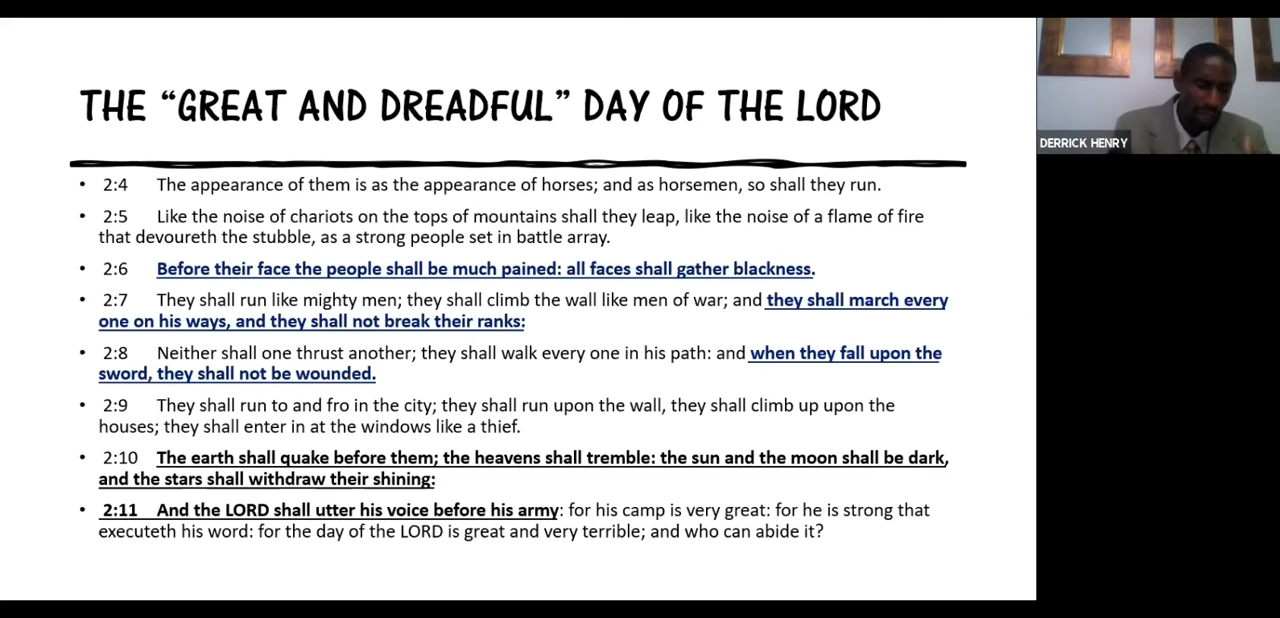 THE “GREAT AND DREADFUL” DAY OF THE LORD
• 2:4 The appearance of them is as the appearance of horses; and as horsemen, so shall they run.
• 2:5 Like the noise of chariots on the tops of mountains shall they leap, like the noise of a flame of fire
that devoureth the stubble, as a strong people set in battle array.
• 2:6 Before their face the people shall be much pained: all faces shall gather blackness.
• 2:7 They shall run like mighty men; they shall climb the wall like men of war; and they shall march every
one on his ways, and they shall not break their ranks:
• 2:8 Neither shall one thrust another; they shall walk every one in his path: and when they fall upon the
sword, they shall not be wounded.
• 2:9 They shall run to and fro in the city; they shall run upon the wall, they shall climb up upon the
houses; they shall enter in at the windows like a thief.
• 2:10 The earth shall quake before them; the heavens shall tremble: the sun and the moon shall be dark,
and the stars shall withdraw their shining:
• 2:11 And the LORD shall utter his voice before his army: for his camp is very great: for he is strong that
executeth his word: for the day of the LORD is great and very terrible; and who can abide it?
DERRICK HENRY